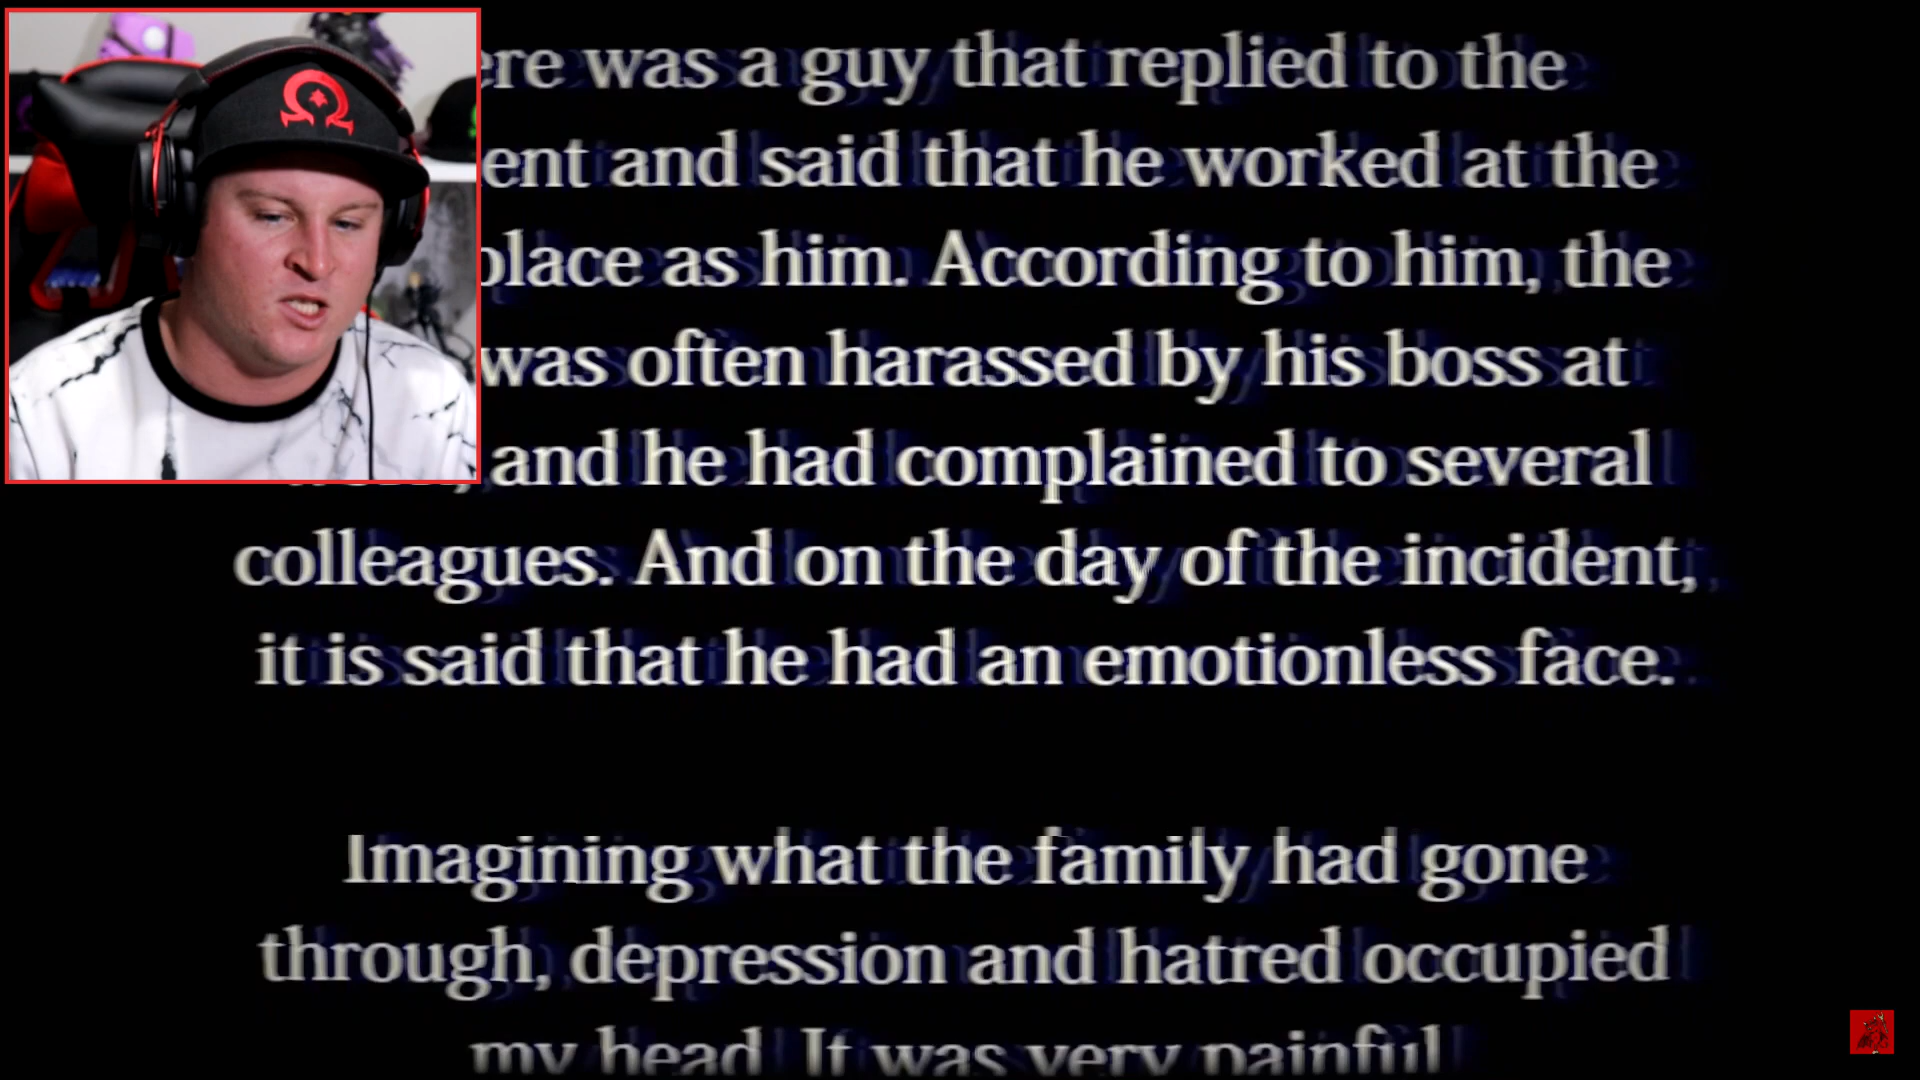 ere was a guy that replied to the
ent and said that he worked at the
place as him. According to him, the
was often harassed by his boss at
and he had complained to several
colleagues. And on the day of the incident,
it is said that he had an emotionless face.
Imagining what the family had gone
through, depression and hatred occupied
my head. It was very painful